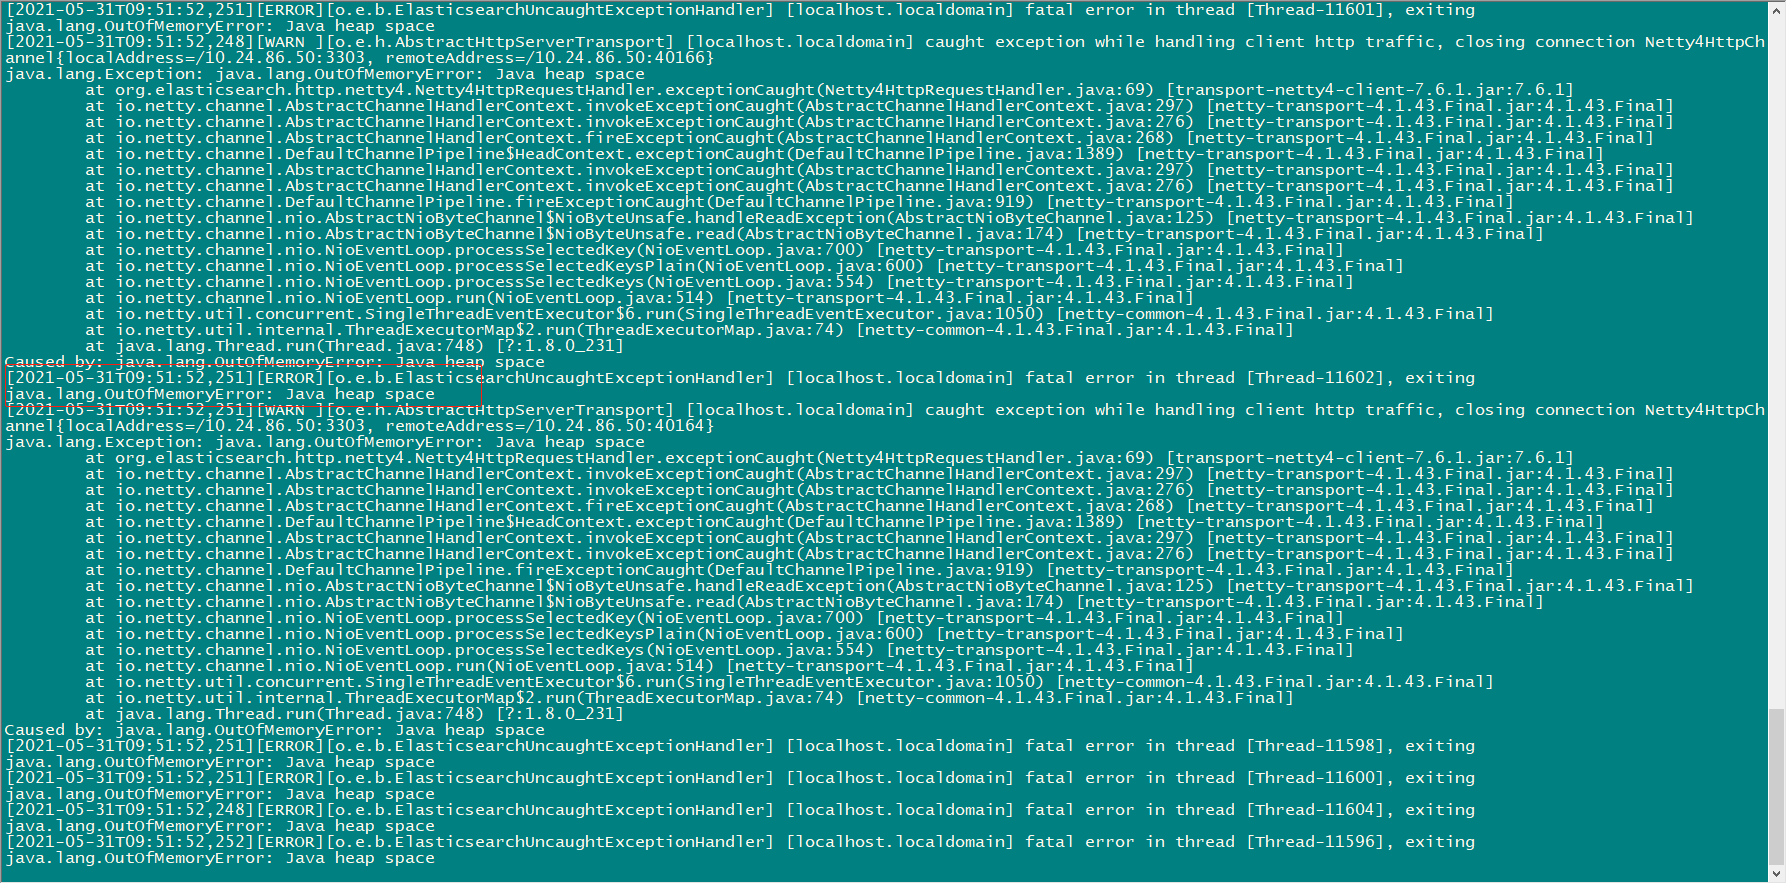 [2021-05-31T09:51:52,251][ERROR][o.e.b.ElasticsearchUncaughtExceptionHandler] [localhost.localdomain] fatal error in thread [Thread-11601], exiting
java.lang.OutOfMemoryError: Java heap space
[2021-05-31T09:51:52,248][WARN ][o.e.h.AbstractHttpServerTransport] [localhost.localdomain] caught exception while handling client http traffic, closing connection Netty4HttpCh
annel{localAddress=/10.24.86.50:3303, remoteAddress=/10.24.86.50:40166}
java.lang.Exception: java.lang.OutOfMemoryError: Java heap space
at org.elasticsearch.http.netty4.Netty4HttpRequestHandler.exceptionCaught(Netty4HttpRequestHandler.java:69) [transport-netty4-client-7.6.1.jar:7.6.1]
at io.netty.channel.AbstractChannelHandlerContext.invokeExceptionCaught(AbstractChannelHandlerContext.java:297) [netty-transport-4.1.43.Final.jar:4.1.43.Final]
at io.netty.channel.AbstractChannelHandlerContext.invokeExceptionCaught(AbstractChannelHandlerContext.java:276) [netty-transport-4.1.43.Final.jar:4.1.43.Final]
at io.netty.channel.AbstractChannelHandlerContext.fireExceptionCaught(AbstractChannelHandlerContext.java:268) [netty-transport-4.1.43.Final.jar:4.1.43.Final]
at io.netty.channel.DefaultChannelPipeline$HeadContext.exceptionCaught(DefaultChannelPipeline.java:1389) [netty-transport-4.1.43.Final.jar:4.1.43.Final]
at io.netty.channel.AbstractChannelHandlerContext.invokeExceptionCaught(AbstractChannelHandlerContext.java:297) [netty-transport-4.1.43.Final.jar:4.1.43.Final]
at io.netty.channel.AbstractChannelHandlerContext.invokeExceptionCaught(AbstractChannelHandlerContext.java:276) [netty-transport-4.1.43.Final.jar:4.1.43.Final]
at io.netty.channel.DefaultChannelPipeline.fireExceptionCaught(DefaultChannelPipeline.java:919) [netty-transport-4.1.43.Final.jar:4.1.43.Final]
at io.netty.channel.nio.AbstractNioByteChannel$NioByteUnsafe.handleReadException(AbstractNioByteChannel.java:125) [netty-transport-4.1.43.Final.jar:4.1.43.Final]
at io.netty.channel.nio.AbstractNioByteChannel$NioByteUnsafe.read(AbstractNioByteChannel.java:174) [netty-transport-4.1.43.Final.jar:4.1.43.Final]
at io.netty.channel.nio.NioEventLoop.processSelectedKey(NioEventLoop.java:700) [netty-transport-4.1.43.Final.jar:4.1.43.Final]
at io.netty.channel.nio.NioEventLoop.processSelectedKeysPlain(NioEventLoop.java:600) [netty-transport-4.1.43.Final.jar:4.1.43.Final]
at io.netty.channel.nio.NioEventLoop.processSelectedKeys(NioEventLoop.java:554) [netty-transport-4.1.43.Final.jar:4.1.43.Final]
at io.netty.channel.nio.NioEventLoop.run(NioEventLoop.java:514) [netty-transport-4.1.43.Final.jar:4.1.43.Final]
at io.netty.util.concurrent.SingleThreadEventExecutor$6.run(SingleThreadEventExecutor.java:1050) [netty-common-4.1.43.Final.jar:4.1.43.Final]
at io.netty.util.internal.ThreadExecutorMap$2.run(ThreadExecutorMap.java:74) [netty-common-4.1.43.Final.jar:4.1.43.Final]
at java.lang.Thread.run(Thread.java:748) [?:1.8.0_231]
Caused by: java.lang.OutOfMemoryError: Java heap space
[2021-05-31T09:51:52,251][ERROR][o.e.b.ElasticsearchUncaughtExceptionHandler] [localhost.localdomain] fatal error in thread [Thread-11602], exiting
java.lang.OutOfMemoryError: Java heap space
[2021-05-31T09:51:52,251][WARN ][o.e.h.AbstractHttpServerTransport] [localhost.localdomain] caught exception while handling client http traffic, closing connection Netty4HttpCh
annel{localAddress=/10.24.86.50:3303, remoteAddress=/10.24.86.50:40164}
java.lang.Exception: java.lang.OutOfMemoryError: Java heap space
at org.elasticsearch.http.netty4.Netty4HttpRequestHandler.exceptionCaught(Netty4HttpRequestHandler.java:69) [transport-netty4-client-7.6.1.jar:7.6.1]
at io.netty.channel.AbstractChannelHandlerContext.invokeExceptionCaught(AbstractChannelHandlerContext.java:297) [netty-transport-4.1.43.Final.jar:4.1.43.Final]
at io.netty.channel.AbstractChannelHandlerContext.invokeExceptionCaught(AbstractChannelHandlerContext.java:276) [netty-transport-4.1.43.Final.jar:4.1.43.Final]
at io.netty.channel.AbstractChannelHandlerContext.fireExceptionCaught(AbstractChannelHandlerContext.java:268) [netty-transport-4.1.43.Final.jar:4.1.43.Final]
at io.netty.channel.DefaultChannelPipeline$HeadContext.exceptionCaught(DefaultChannelPipeline.java:1389) [netty-transport-4.1.43.Final.jar:4.1.43.Final]
at io.netty.channel.AbstractChannelHandlerContext.invokeExceptionCaught(AbstractChannelHandlerContext.java:297) [netty-transport-4.1.43.Final.jar:4.1.43.Final]
at io.netty.channel.AbstractChannelHandlerContext.invokeExceptionCaught(AbstractChannelHandlerContext.java:276) [netty-transport-4.1.43.Final.jar:4.1.43.Final]
at io.netty.channel.DefaultChannelPipeline.fireExceptionCaught(DefaultChannelPipeline.java:919) [netty-transport-4.1.43.Final.jar:4.1.43.Final]
at io.netty.channel.nio.AbstractNioByteChannel$NioByteUnsafe.handleReadException(AbstractNioByteChannel.java:125) [netty-transport-4.1.43.Final.jar:4.1.43.Final]
at io.netty.channel.nio.AbstractNioByteChannel$NioByteUnsafe.read(AbstractNioByteChannel.java:174) [netty-transport-4.1.43.Final.jar:4.1.43.Final]
at io.netty.channel.nio.NioEventLoop.processSelectedKey(NioEventLoop.java:700) [netty-transport-4.1.43.Final.jar:4.1.43.Final]
at io.netty.channel.nio.NioEventLoop.processSelectedKeysPlain(NioEventLoop.java:600) [netty-transport-4.1.43.Final.jar:4.1.43.Final]
at io.netty.channel.nio.NioEventLoop.processSelectedKeys(NioEventLoop.java:554) [netty-transport-4.1.43.Final.jar:4.1.43.Final]
at io.netty.channel.nio.NioEventLoop.run(NioEventLoop.java:514) [netty-transport-4.1.43.Final.jar:4.1.43.Final]
at io.netty.util.concurrent.SingleThreadEventExecutor$6.run(SingleThreadEventExecutor.java:1050) [netty-common-4.1.43.Final.jar:4.1.43.Final]
at io.netty.util.internal.ThreadExecutorMap$2.run(ThreadExecutorMap.java:74) [netty-common-4.1.43.Final.jar:4.1.43.Final]
at java.lang.Thread.run(Thread.java:748) [?:1.8.0_231]
Caused by: java.lang.OutOfMemoryError: Java heap space
[2021-05-31T09:51:52,251][ERROR][o.e.b.ElasticsearchUncaughtExceptionHandler] [localhost.localdomain] fatal error in thread [Thread-11598], exiting
java.lang.OutOfMemoryError: Java heap space
[2021-05-31T09:51:52,251][ERROR][o.e.b.ElasticsearchUncaughtExceptionHandler] [localhost.localdomain] fatal error in thread [Thread-11600], exiting
java.lang.OutOfMemoryError: Java heap space
[2021-05-31T09:51:52,248][ERROR][o.e.b.ElasticsearchUncaughtExceptionHandler] [localhost.localdomain] fatal error in thread [Thread-11604], exiting
java.lang.OutOfMemoryError: Java heap space
[2021-05-31T09:51:52,252][ERROR][o.e.b.ElasticsearchUncaughtExceptionHandler] [localhost.localdomain] fatal error in thread [Thread-11596], exiting
java.lang.OutOfMemoryError: Java heap space